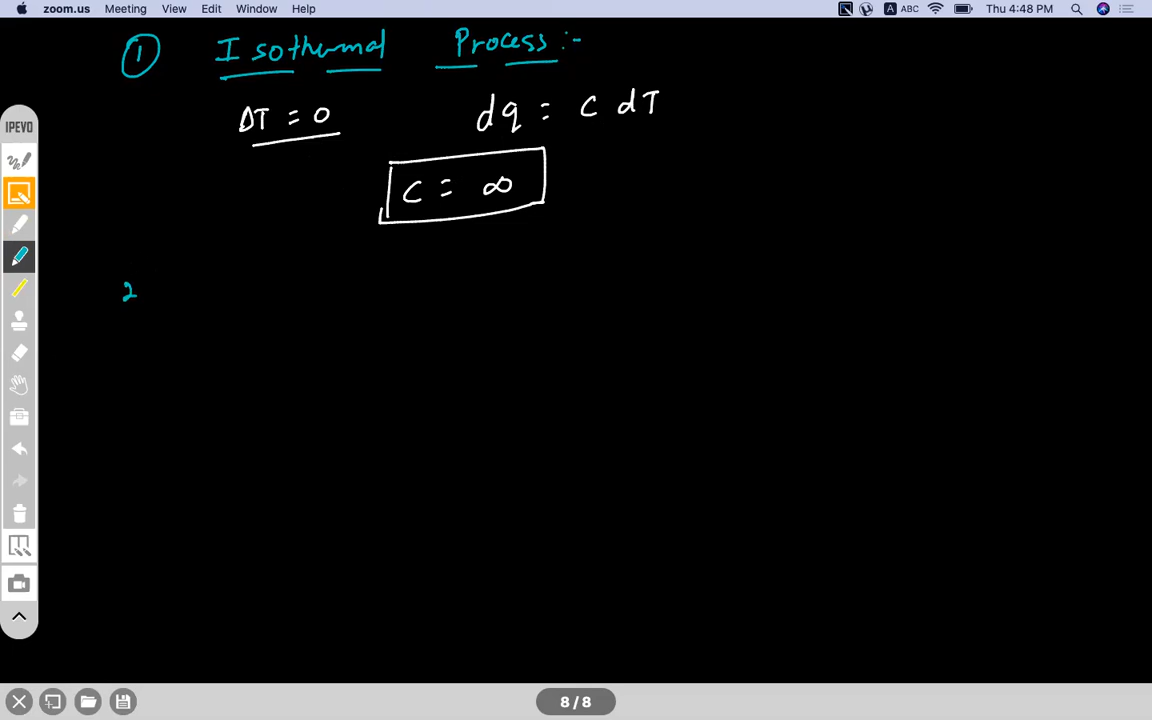 zoom.us Meeting View Edit Window Help A ABC Thu 4:48 PM
① Isothermal Process :-
ΔT = 0 dq = C dT
IPEVO
C = ∞
2
8 / 8